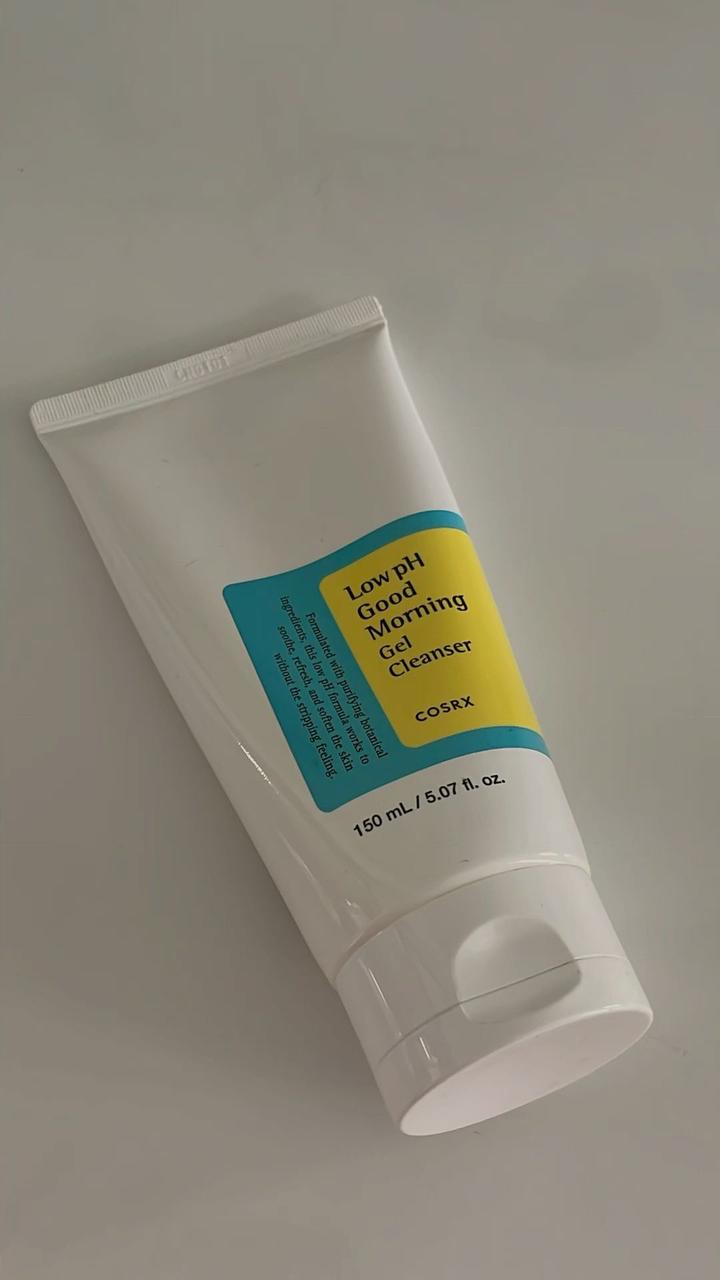 Low pH
Good
Morning
Gel
Cleanser
COSRX
Formulated with purifying botanical
ingredients, this low pH formula works to
soothe, refresh, and soften the skin
without the stripping feeling.
150 mL / 5.07 fl. oz.